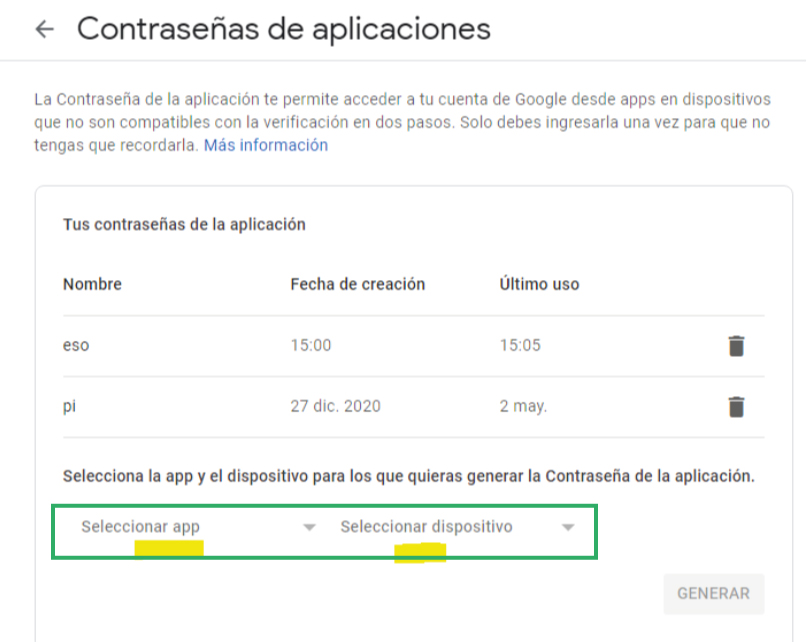 Contraseñas de aplicaciones
La Contraseña de la aplicación te permite acceder a tu cuenta de Google desde apps en dispositivos
que no son compatibles con la verificación en dos pasos. Solo debes ingresarla una vez para que no
tengas que recordarla. Más información
Tus contraseñas de la aplicación
Nombre Fecha de creación Último uso
eso 15:00 15:05
pi 27 dic. 2020 2 may.
Selecciona la app y el dispositivo para los que quieras generar la Contraseña de la aplicación.
Seleccionar app Seleccionar dispositivo
GENERAR